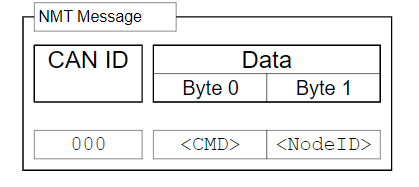 NMT Message
CAN ID Data
Byte 0 Byte 1
000 <CMD> <NodeID>